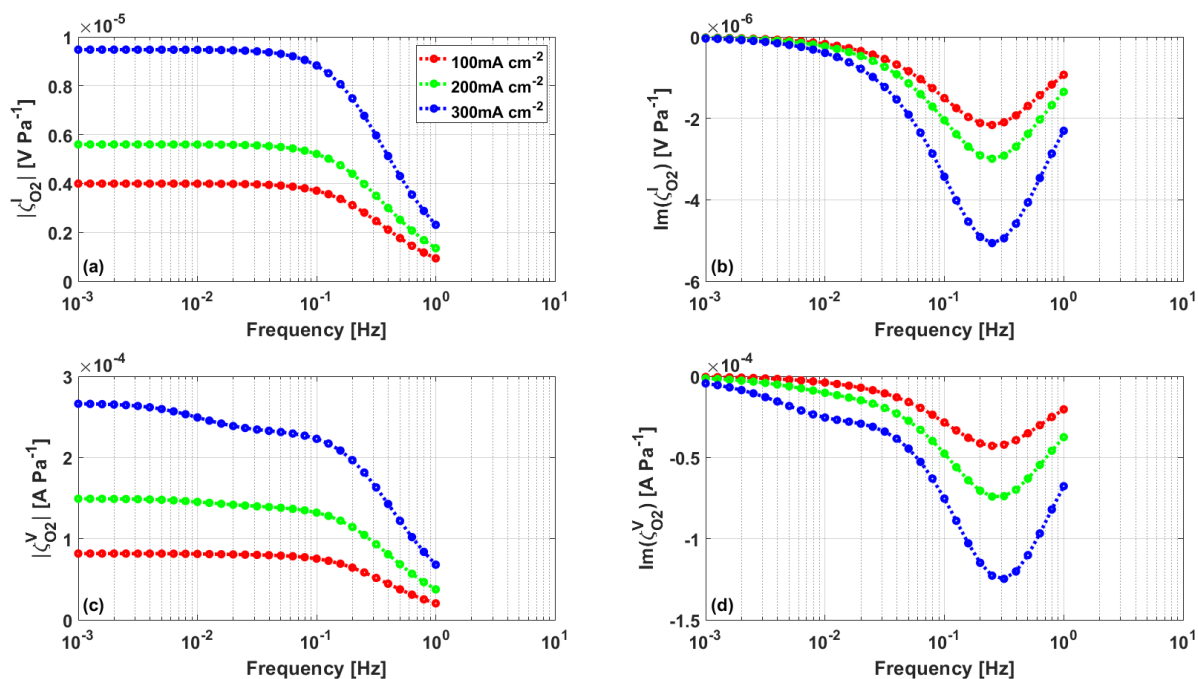 ×10⁻⁵
1
0.8
0.6
0.4
0.2
0
|ζᴵO2| [V Pa⁻¹]
100mA cm⁻²
200mA cm⁻²
300mA cm⁻²
(a)
10⁻³ 10⁻² 10⁻¹ 10⁰ 10¹
Frequency [Hz]
×10⁻⁶
0
-2
-4
-6
Im(ζᴵO2) [V Pa⁻¹]
(b)
10⁻³ 10⁻² 10⁻¹ 10⁰ 10¹
Frequency [Hz]
×10⁻⁴
3
2
1
0
|ζⱽO2| [A Pa⁻¹]
(c)
10⁻³ 10⁻² 10⁻¹ 10⁰ 10¹
Frequency [Hz]
×10⁻⁴
0
-0.5
-1
-1.5
Im(ζⱽO2) [A Pa⁻¹]
(d)
10⁻³ 10⁻² 10⁻¹ 10⁰ 10¹
Frequency [Hz]